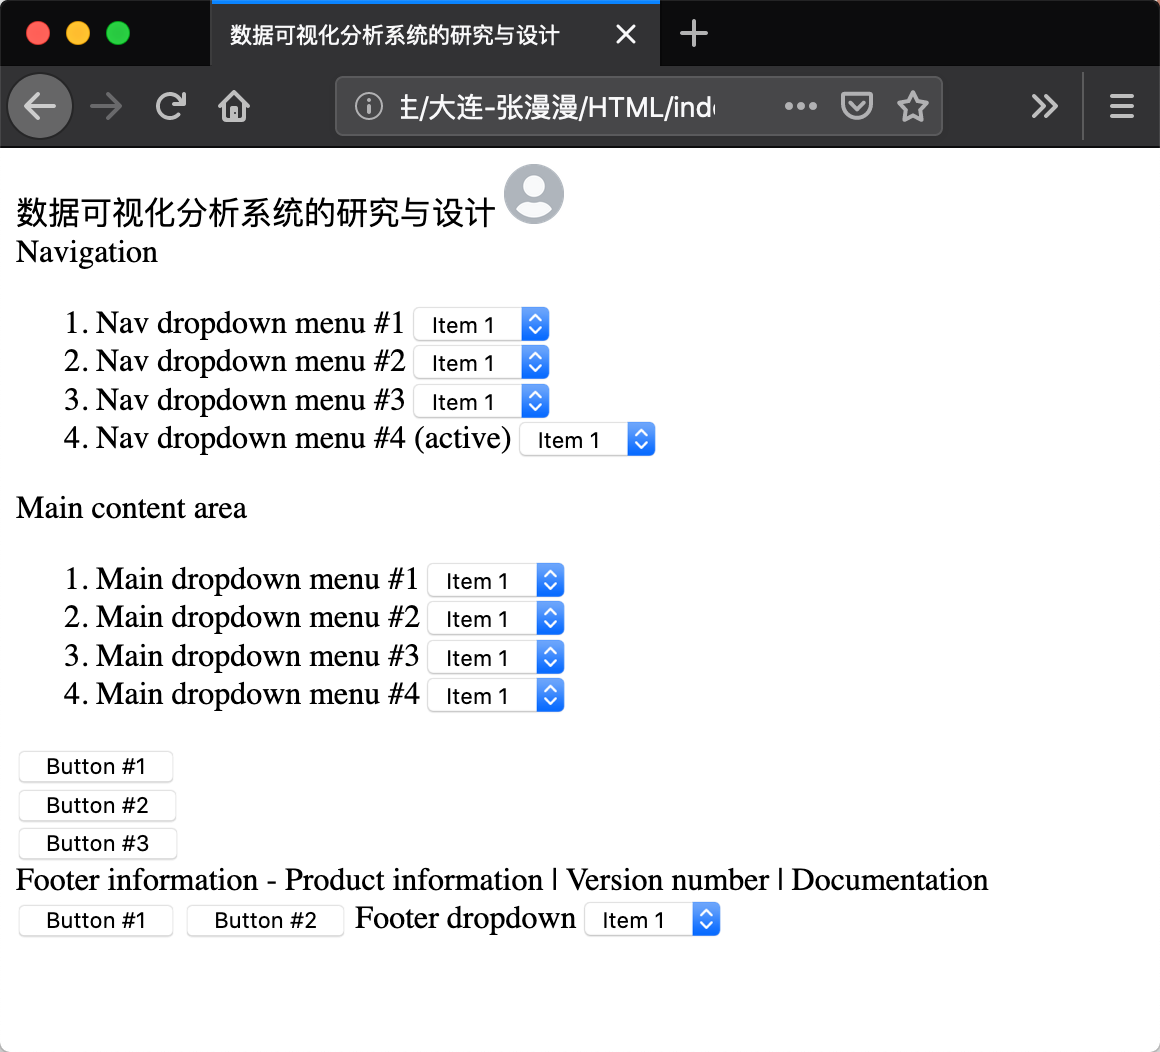 数据可视化分析系统的研究与设计
主/大连-张漫漫/HTML/inde
数据可视化分析系统的研究与设计
Navigation
1. Nav dropdown menu #1 Item 1
2. Nav dropdown menu #2 Item 1
3. Nav dropdown menu #3 Item 1
4. Nav dropdown menu #4 (active) Item 1
Main content area
1. Main dropdown menu #1 Item 1
2. Main dropdown menu #2 Item 1
3. Main dropdown menu #3 Item 1
4. Main dropdown menu #4 Item 1
Button #1
Button #2
Button #3
Footer information - Product information | Version number | Documentation
Button #1 Button #2 Footer dropdown Item 1